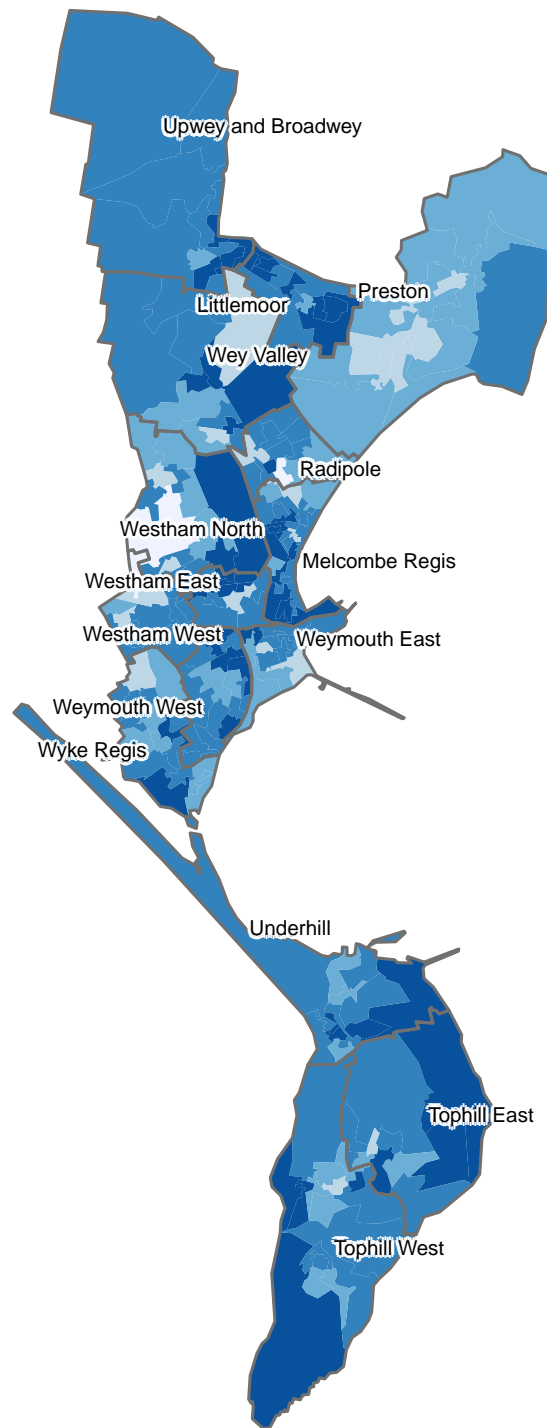 Upwey and Broadwey
Preston
Littlemoor
Wey Valley
Radipole
Westham North
Melcombe Regis
Westham East
Westham West
Weymouth East
Weymouth West
Wyke Regis
Underhill
Tophill East
Tophill West